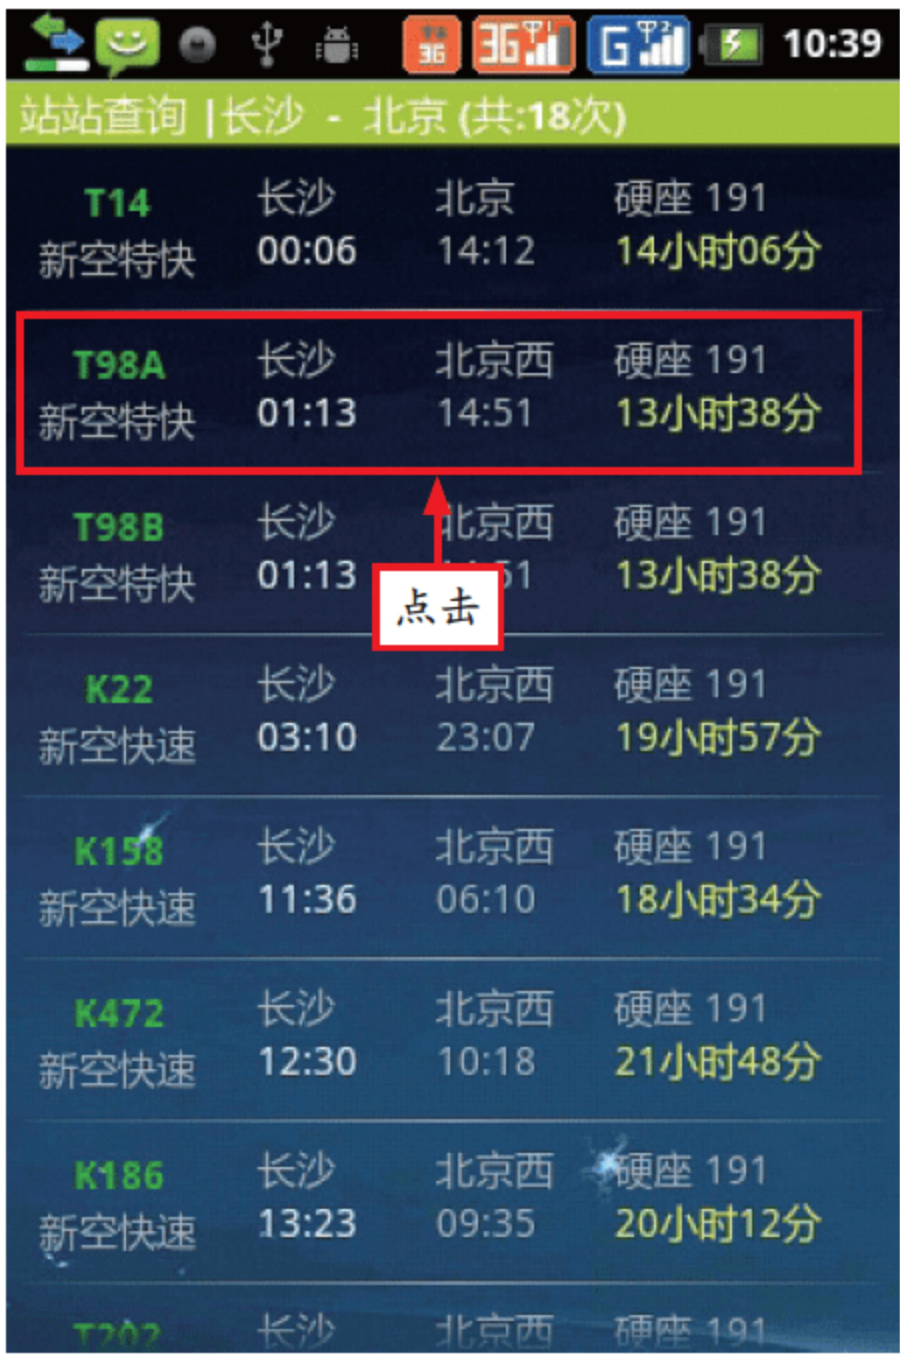 3G
3G
G 2
10:39
站站查询 |长沙 - 北京 (共:18次)
T14 长沙 北京 硬座 191
新空特快 00:06 14:12 14小时06分
T98A 长沙 北京西 硬座 191
新空特快 01:13 14:51 13小时38分
T98B 长沙 北京西 硬座 191
新空特快 01:13 51 13小时38分
点击
K22 长沙 北京西 硬座 191
新空快速 03:10 23:07 19小时57分
K158 长沙 北京西 硬座 191
新空快速 11:36 06:10 18小时34分
K472 长沙 北京西 硬座 191
新空快速 12:30 10:18 21小时48分
K186 长沙 北京西 硬座 191
新空快速 13:23 09:35 20小时12分
T202 长沙 北京西 硬座 191